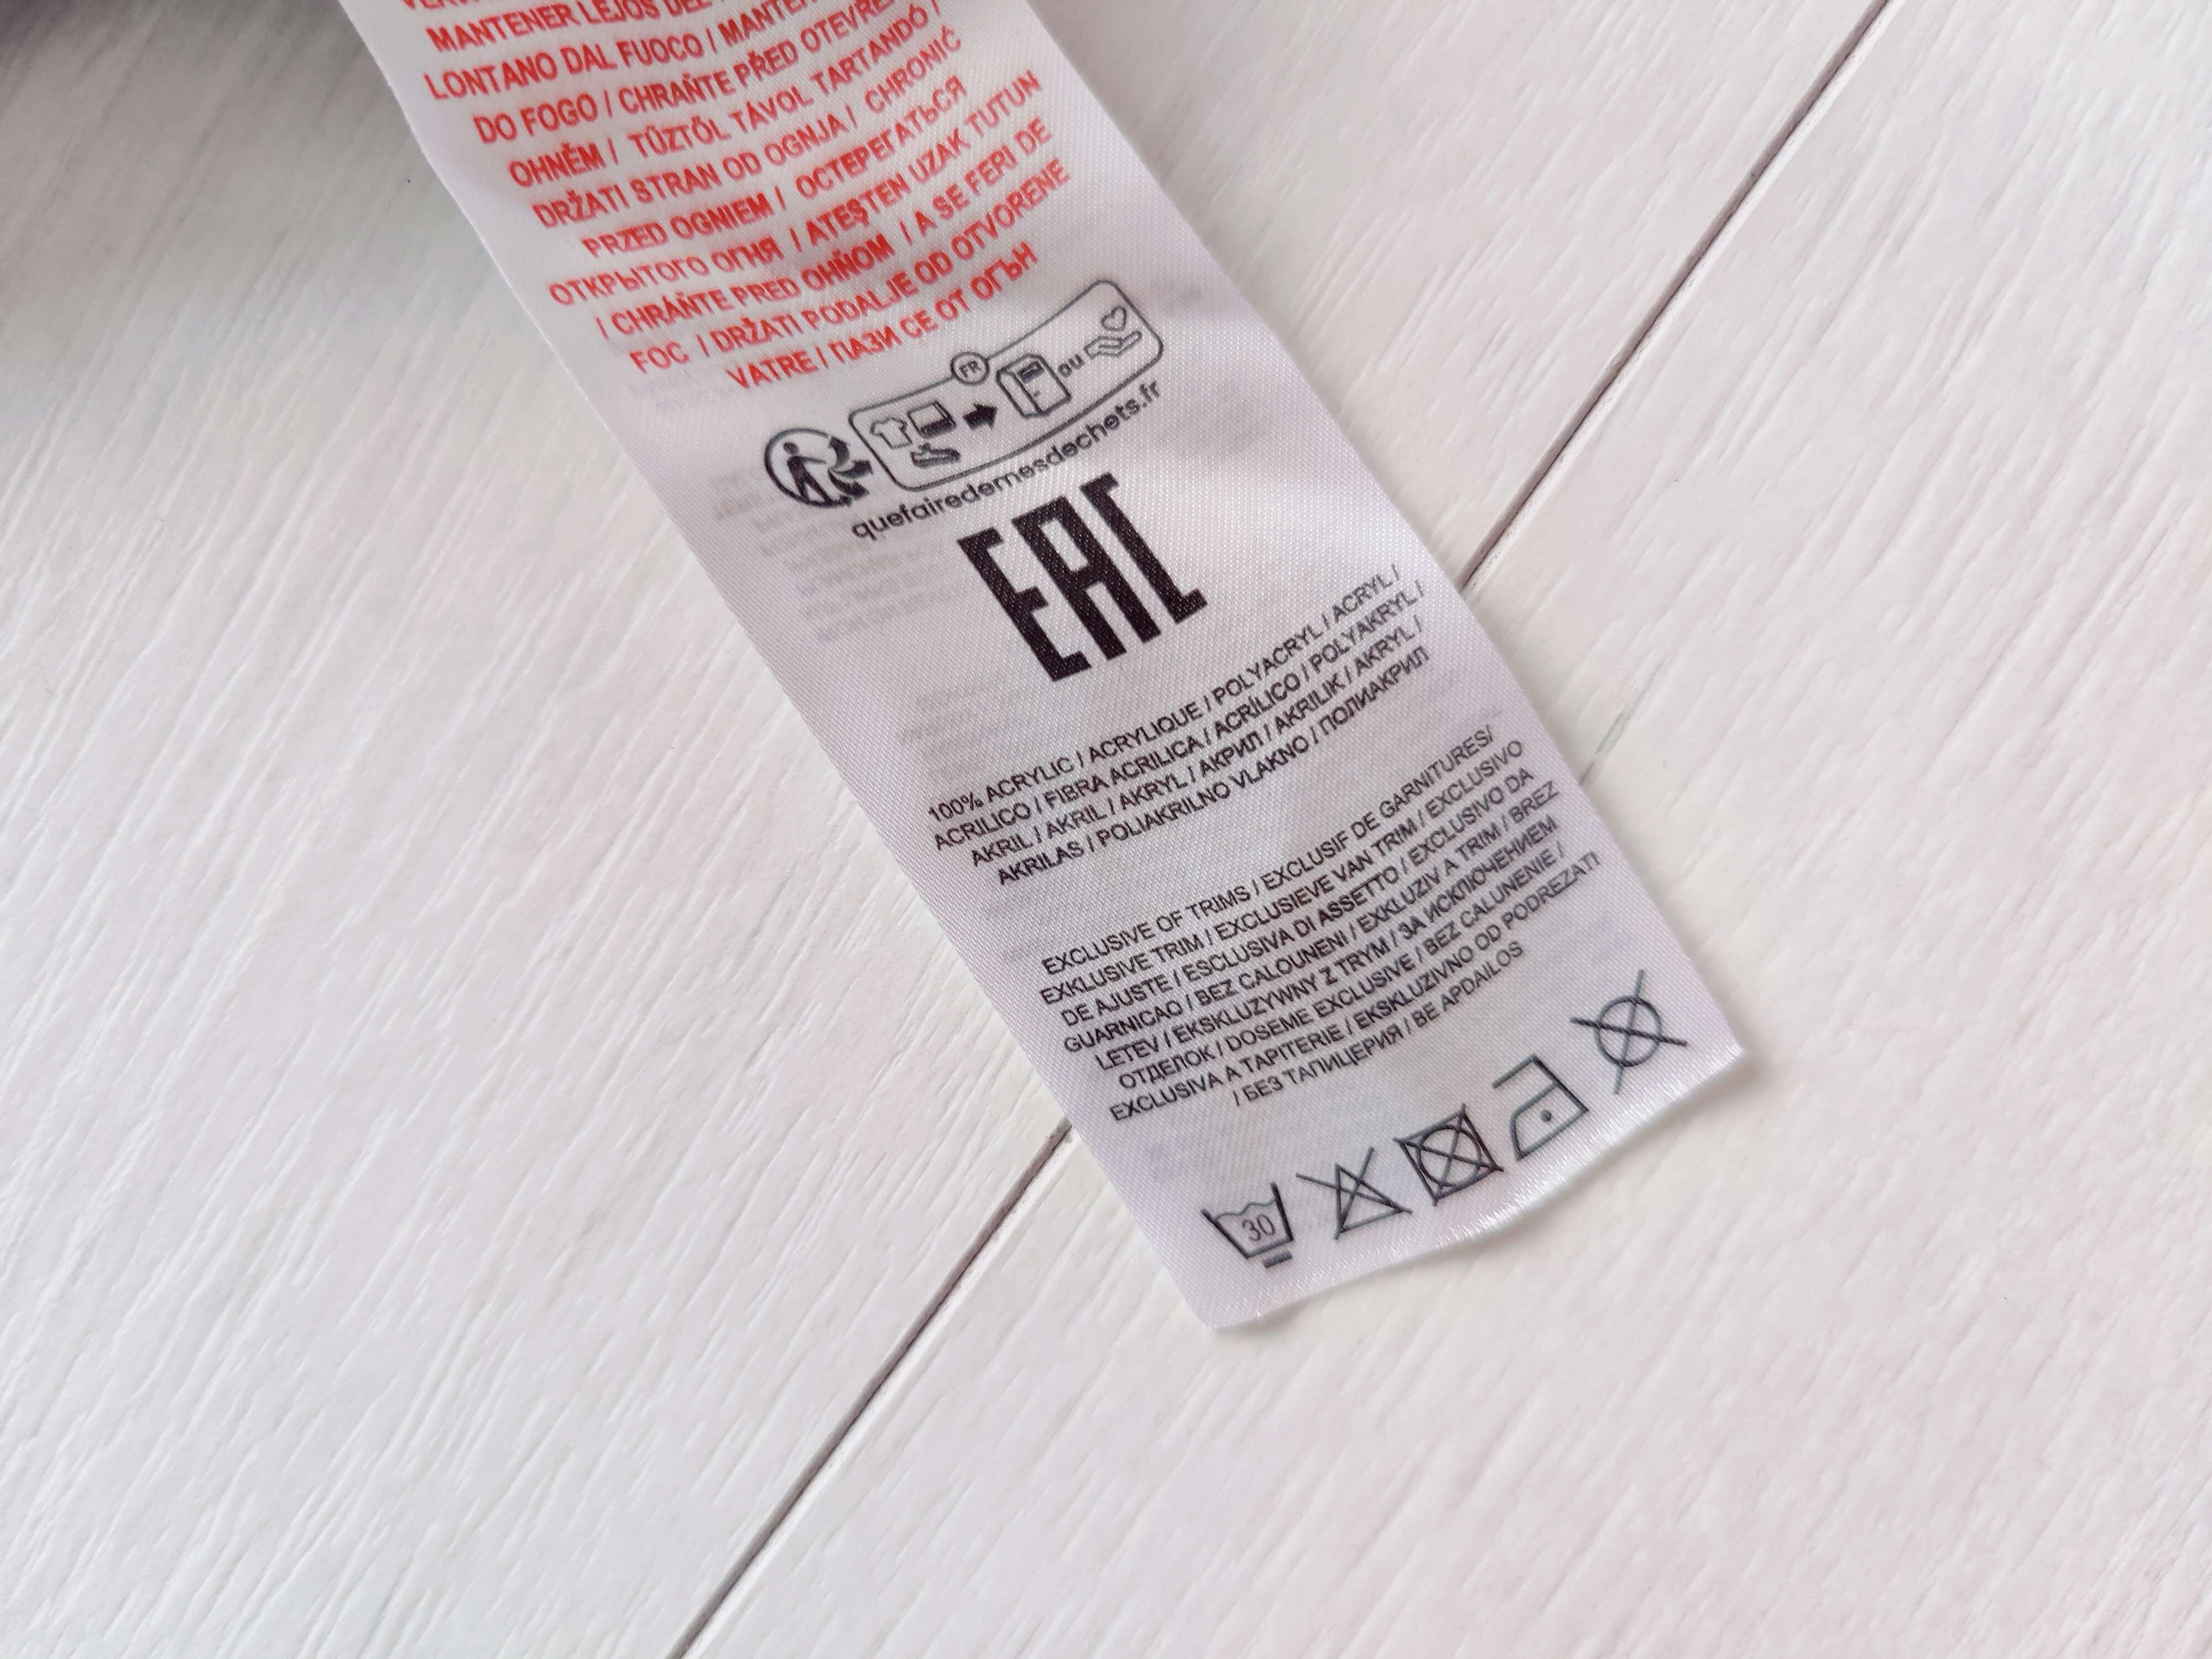 MANTENER LEJOS DEL
LONTANO DAL FUOCO / MANTER
DO FOGO / CHRAŇTE PŘED OTEVŘE
OHNĚM / TŰZTŐL TÁVOL TARTANDÓ /
DRŽATI STRAN OD OGNJA / CHRONIĆ
PRZED OGNIEM / ОСТЕРЕГАТЬСЯ
ОТКРЫТОГО ОГНЯ / ATEŞTEN UZAK TUTUN
/ CHRÁŇTE PRED OHŇOM / A SE FERI DE
FOC / DRŽATI PODALJE OD OTVORENE
VATRE / ПАЗИ СЕ ОТ ОГЪН
FR
ou
quefairedemesdechets.fr
EAC
100% ACRYLIC / ACRYLIQUE / POLYACRYL / ACRYL /
ACRILICO / FIBRA ACRILICA / ACRÍLICO / POLYAKRYL /
AKRIL / AKRIL / AKRYL / АКРИЛ / AKRILIK / AKRYL /
AKRILAS / POLIAKRILNO VLAKNO / ПОЛИАКРИЛ
EXCLUSIVE OF TRIMS / EXCLUSIF DE GARNITURES/
EXKLUSIVE TRIM / EXCLUSIEVE VAN TRIM / EXCLUSIVO
DE AJUSTE / ESCLUSIVA DI ASSETTO / EXCLUSIVO DA
GUARNICAO / BEZ CALOUNENI / EXKLUZIV A TRIM / BREZ
LETEV / EKSKLUZYWNY Z TRYM / ЗА ИСКЛЮЧЕНИЕМ
ОТДЕЛОК / DOSEME EXCLUSIVE / BEZ CALUNENIE /
EXCLUSIVA A TAPITERIE / EKSKLUZIVNO OD PODREZATI
/ БЕЗ ТАПИЦЕРИЯ / BE APDAILOS
30